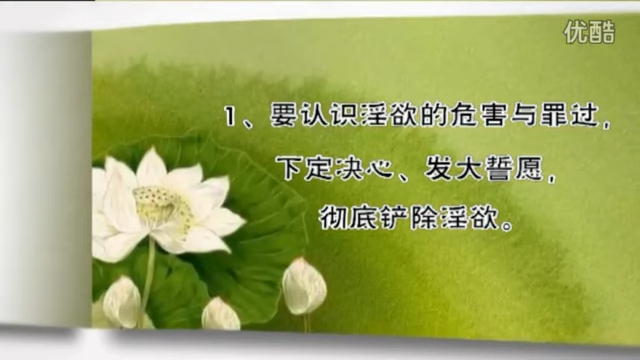 优酷
1、要认识淫欲的危害与罪过，
下定决心、发大誓愿，
彻底铲除淫欲。